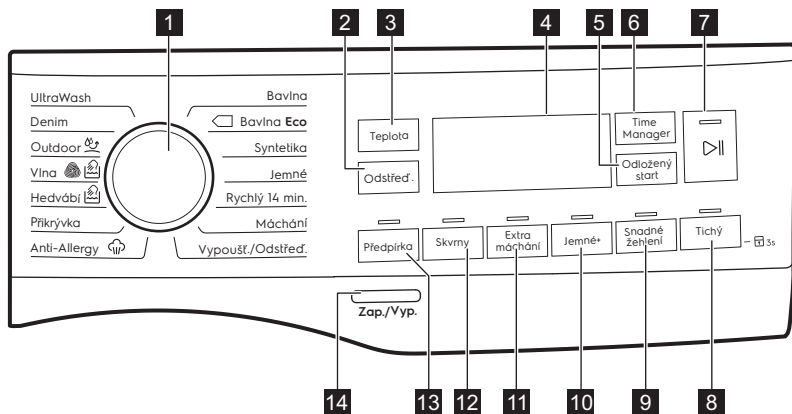 1
2
3
4
5
6
7
UltraWash
Denim
Outdoor
Vlna
Hedvábí
Přikrývka
Anti-Allergy
Bavlna
Bavlna Eco
Syntetika
Jemné
Rychlý 14 min.
Máchání
Vypoušť./Odstřeď.
Teplota
Odstřeď.
Time
Manager
Odložený
start
Předpírka
Skvrny
Extra
máchání
Jemné+
Snadné
žehlení
Tichý
3s
Zap./Vyp.
14
13
12
11
10
9
8